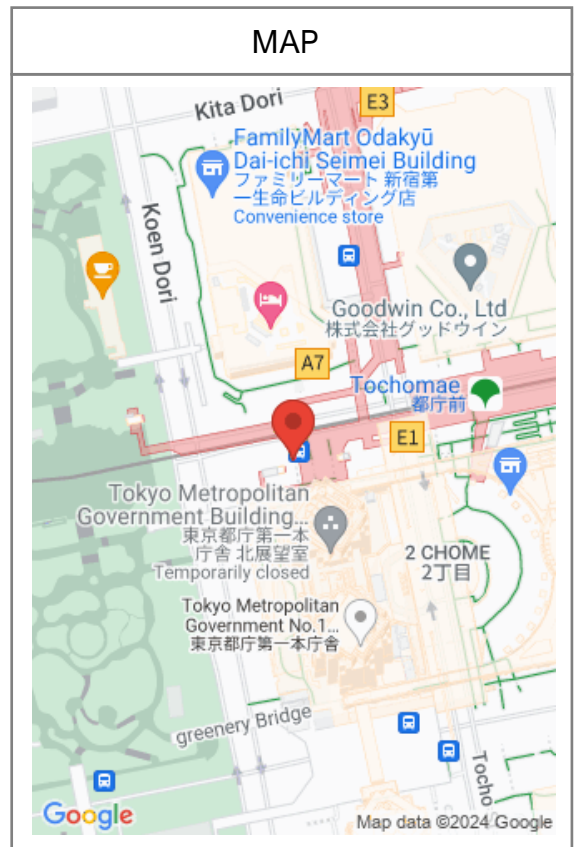 MAP
Kita Dori
E3
FamilyMart Odakyū
Dai-ichi Seimei Building
ファミリーマート 新宿第
一生命ビルディング店
Convenience store
Koen Dori
Goodwin Co., Ltd
株式会社グッドウイン
A7
Tochomae
都庁前
E1
Tokyo Metropolitan
Government Building...
東京都庁第一本
庁舎 北展望室
Temporarily closed
2 CHOME
2丁目
Tokyo Metropolitan
Government No.1...
東京都庁第一本庁舎
greenery Bridge
Tocho
Google
Map data ©2024 Google